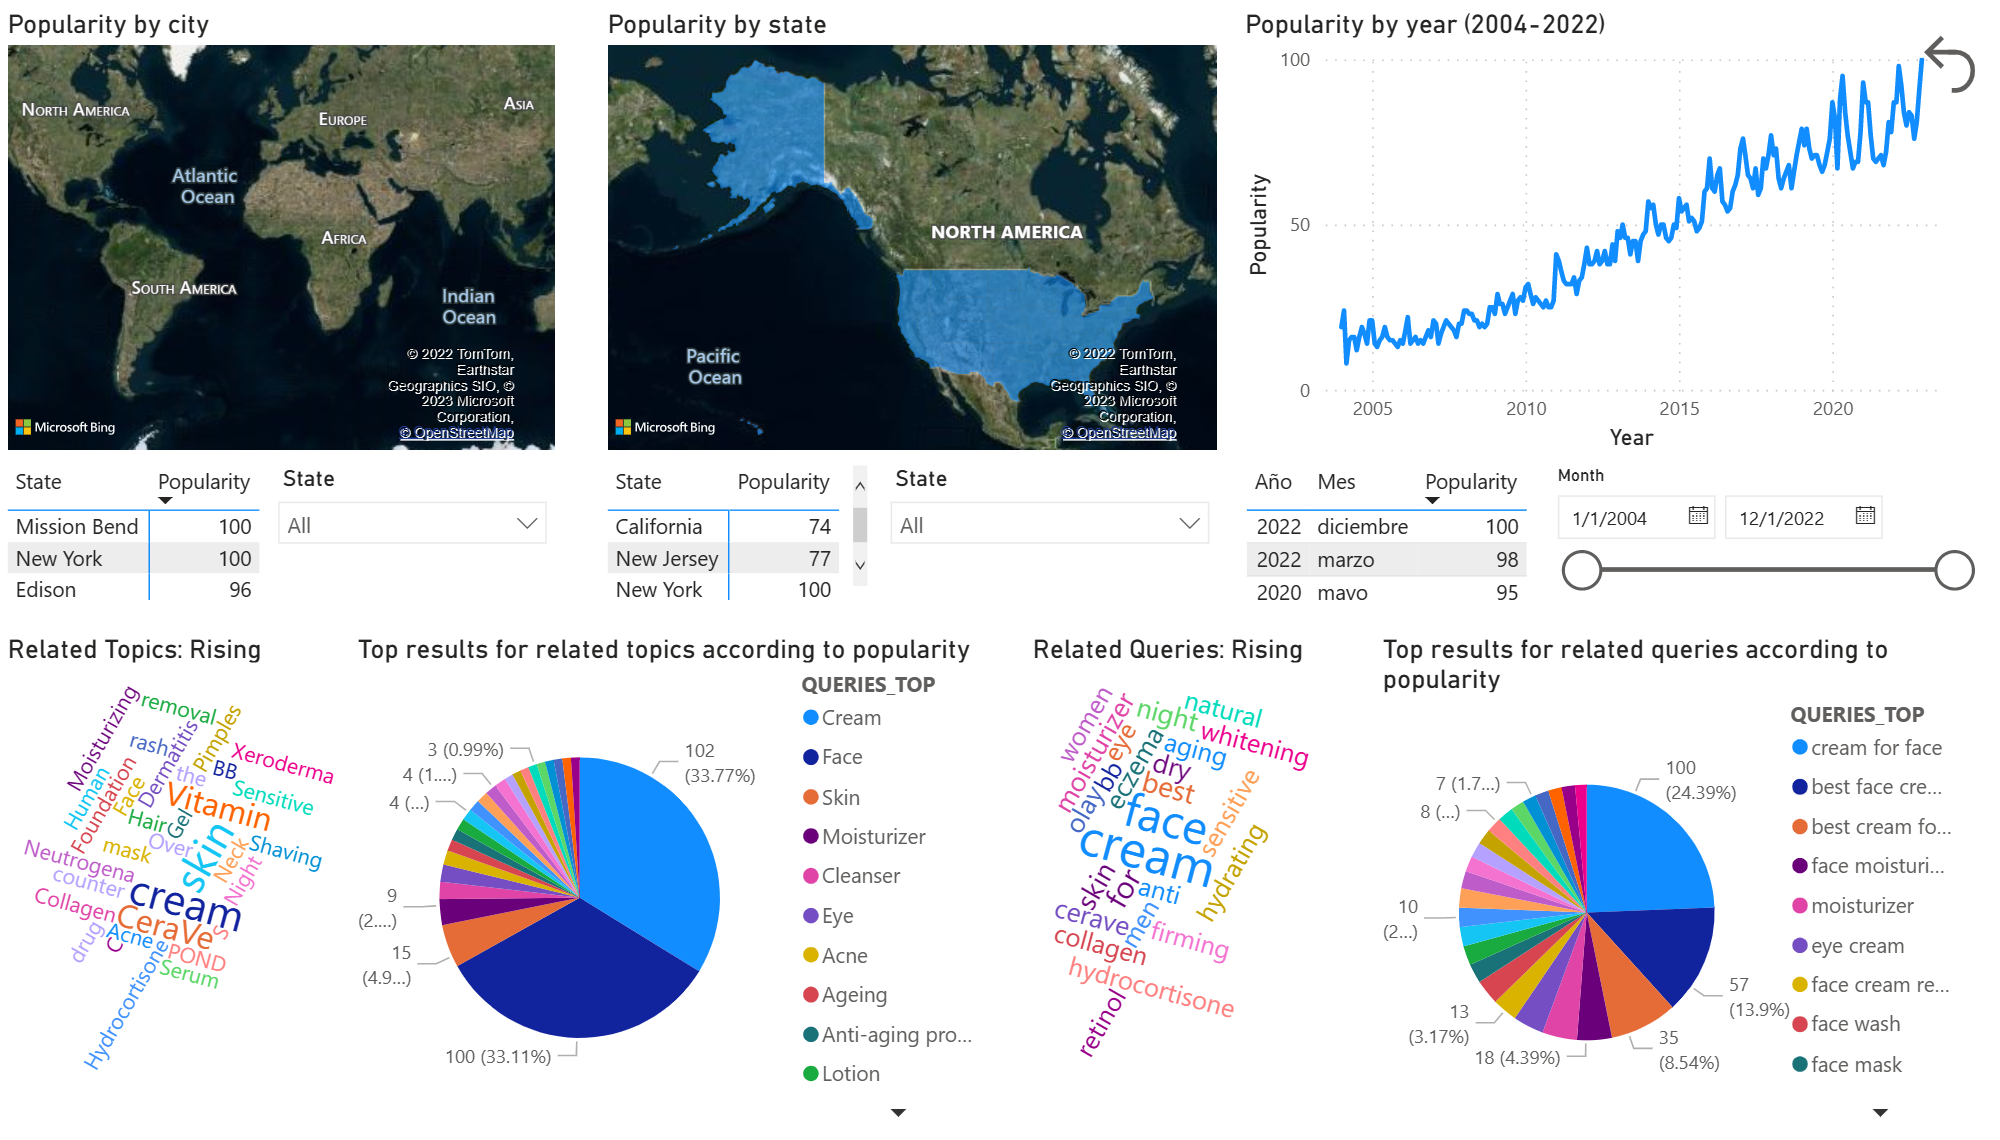 Popularity by city
NORTH AMERICA
EUROPE
ASIA
Atlantic
Ocean
AFRICA
SOUTH AMERICA
Indian
Ocean
© 2022 TomTom,
Earthstar
Geographics SIO, ©
2023 Microsoft
Corporation,
© OpenStreetMap
Microsoft Bing
State Popularity
Mission Bend 100
New York 100
Edison 96
State
All
Popularity by state
NORTH AMERICA
Pacific
Ocean
© 2022 TomTom,
Earthstar
Geographics SIO, ©
2023 Microsoft
Corporation,
© OpenStreetMap
Microsoft Bing
State Popularity
California 74
New Jersey 77
New York 100
State
All
Popularity by year (2004-2022)
100
50
0
Popularity
2005 2010 2015 2020
Year
Año Mes Popularity
2022 diciembre 100
2022 marzo 98
2020 mayo 95
Month
1/1/2004
12/1/2022
Related Topics: Rising
Moisturizing
removal
Pimples
rash
Dermatitis
Xeroderma
Human
Foundation
Face
the
BB
Sensitive
Vitamin
Hair
Gel
mask
Over
skin
Neck
Shaving
Neutrogena
counter
Night
cream
Collagen
CeraVe
S
drug
C
Acne
POND
Serum
Hydrocortisone
Top results for related topics according to popularity
3 (0.99%)
4 (1....)
4 (...)
9
(2....)
15
(4.9...)
100 (33.11%)
102
(33.77%)
QUERIES_TOP
Cream
Face
Skin
Moisturizer
Cleanser
Eye
Acne
Ageing
Anti-aging pro...
Lotion
Related Queries: Rising
women
moisturizer
night
natural
eye
eczema
aging
whitening
olay
bb
dry
best
sensitive
face
cream
hydrating
skin
for
anti
cerave
men
firming
collagen
hydrocortisone
retinol
Top results for related queries according to
popularity
7 (1.7...)
8 (...)
10
(2...)
13
(3.17%)
18 (4.39%)
35
(8.54%)
57
(13.9%)
100
(24.39%)
QUERIES_TOP
cream for face
best face cre...
best cream fo...
face moisturi...
moisturizer
eye cream
face cream re...
face wash
face mask